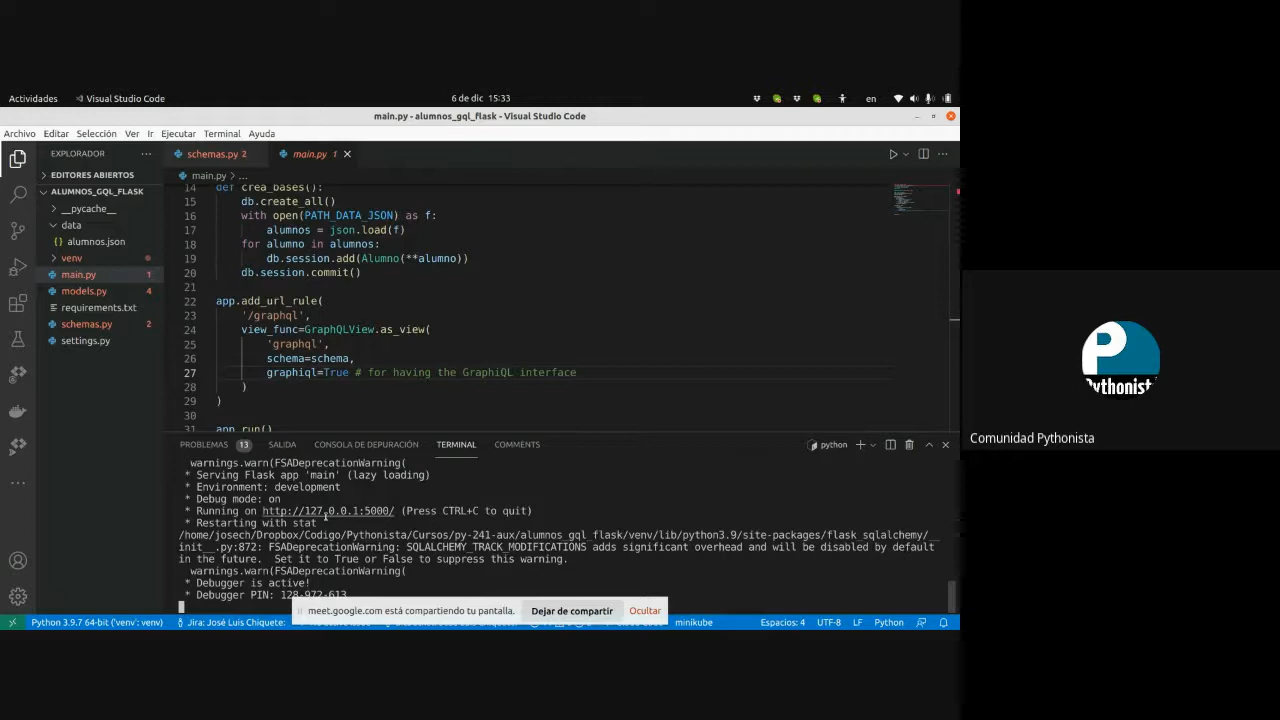 Actividades
Visual Studio Code
6 de dic 15:33
en
main.py - alumnos_gql_flask - Visual Studio Code
Archivo Editar Selección Ver Ir Ejecutar Terminal Ayuda
EXPLORADOR
schemas.py 2
main.py 1
EDITORES ABIERTOS
main.py > ...
ALUMNOS_GQL_FLASK
__pycache__
data
alumnos.json
venv
main.py 1
models.py 4
requirements.txt
schemas.py 2
settings.py
14 def crea_bases():
15 db.create_all()
16 with open(PATH_DATA_JSON) as f:
17 alumnos = json.load(f)
18 for alumno in alumnos:
19 db.session.add(Alumno(**alumno))
20 db.session.commit()
21
22 app.add_url_rule(
23 '/graphql',
24 view_func=GraphQLView.as_view(
25 'graphql',
26 schema=schema,
27 graphiql=True # for having the GraphiQL interface
28 )
29 )
30
31 app.run()
PROBLEMAS 13 SALIDA CONSOLA DE DEPURACIÓN TERMINAL COMMENTS
python
warnings.warn(FSADeprecationWarning(
* Serving Flask app 'main' (lazy loading)
* Environment: development
* Debug mode: on
* Running on http://127.0.0.1:5000/ (Press CTRL+C to quit)
* Restarting with stat
/home/josech/Dropbox/Codigo/Pythonista/Cursos/py-241-aux/alumnos_gql_flask/venv/lib/python3.9/site-packages/flask_sqlalchemy/__
init__.py:872: FSADeprecationWarning: SQLALCHEMY_TRACK_MODIFICATIONS adds significant overhead and will be disabled by default
in the future. Set it to True or False to suppress this warning.
warnings.warn(FSADeprecationWarning(
* Debugger is active!
* Debugger PIN: 128-972-613
meet.google.com está compartiendo tu pantalla. Dejar de compartir Ocultar
Python 3.9.7 64-bit ('venv': venv) Jira: José Luis Chiquete: minikube Espacios: 4 UTF-8 LF Python
P
Pythonist
Comunidad Pythonista